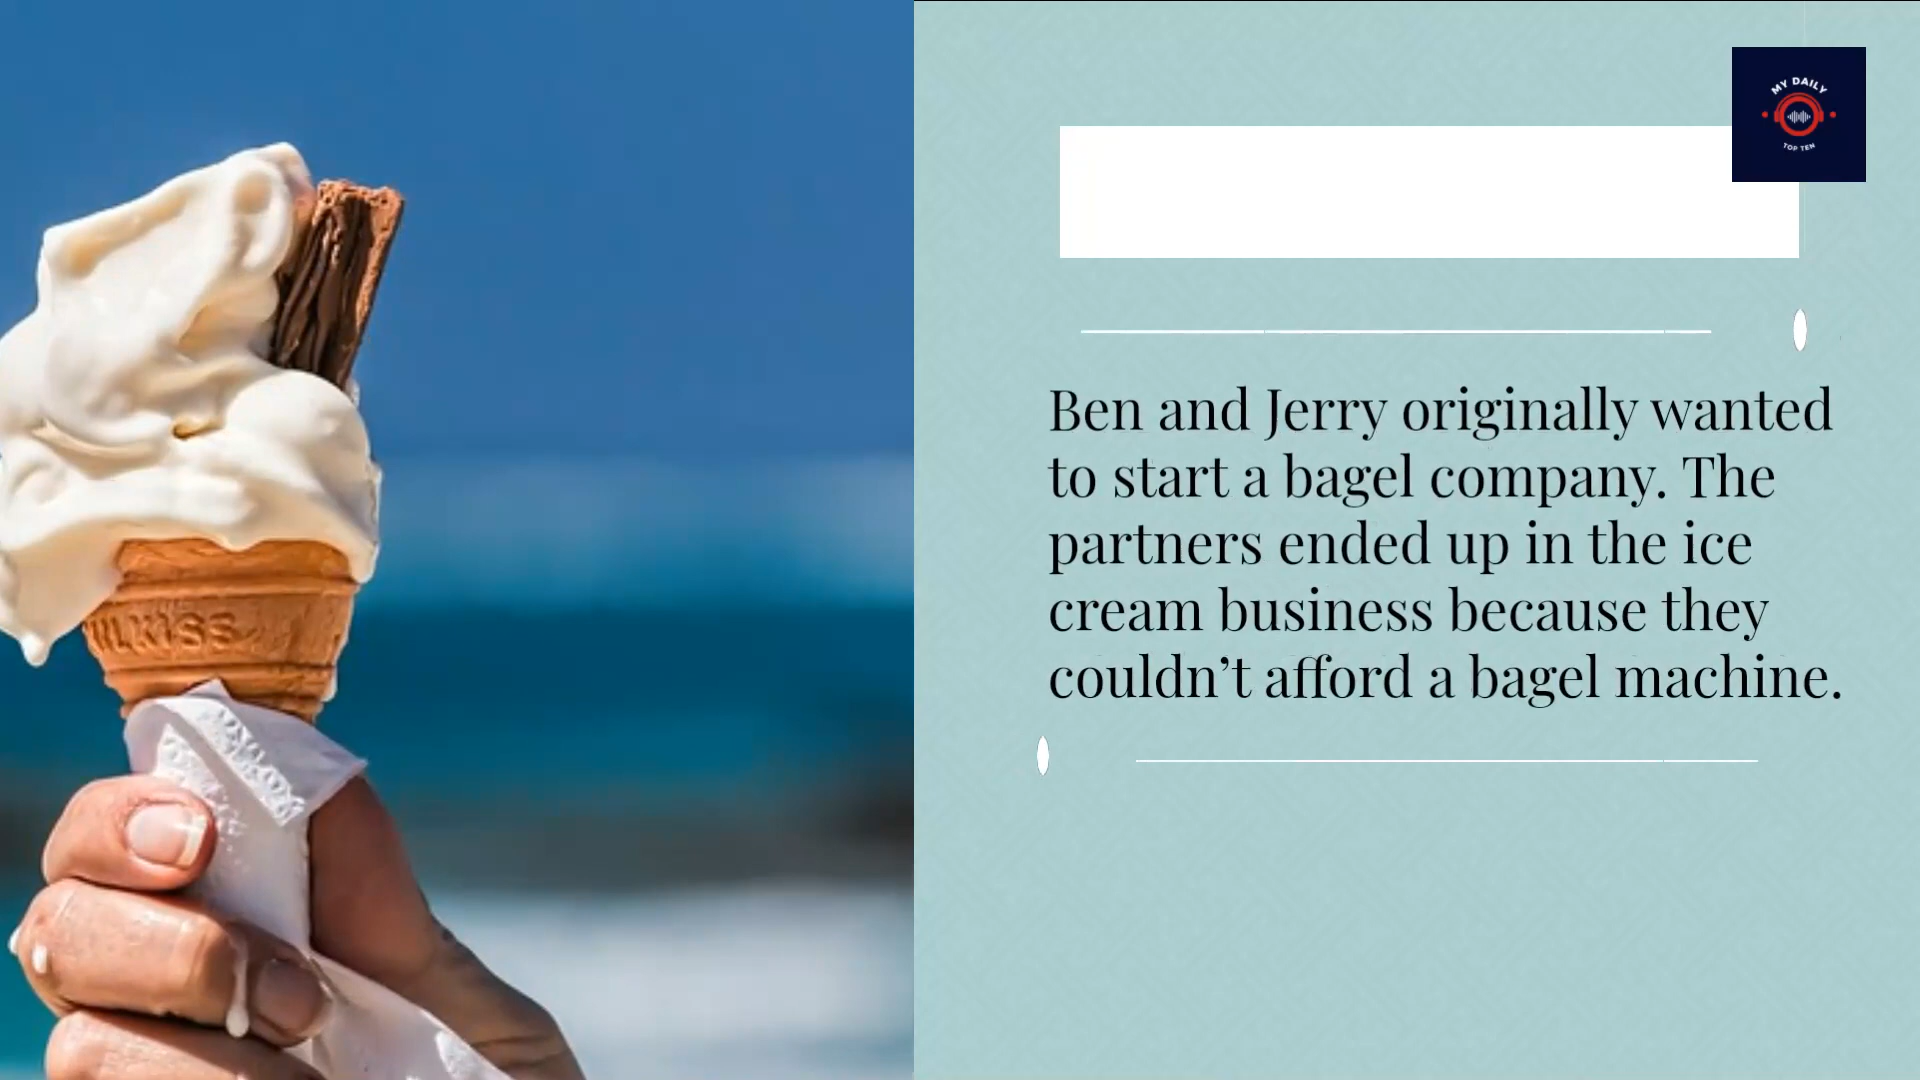 MY DAILY
TOP TEN
Ben and Jerry originally wanted
to start a bagel company. The
partners ended up in the ice
cream business because they
couldn’t afford a bagel machine.